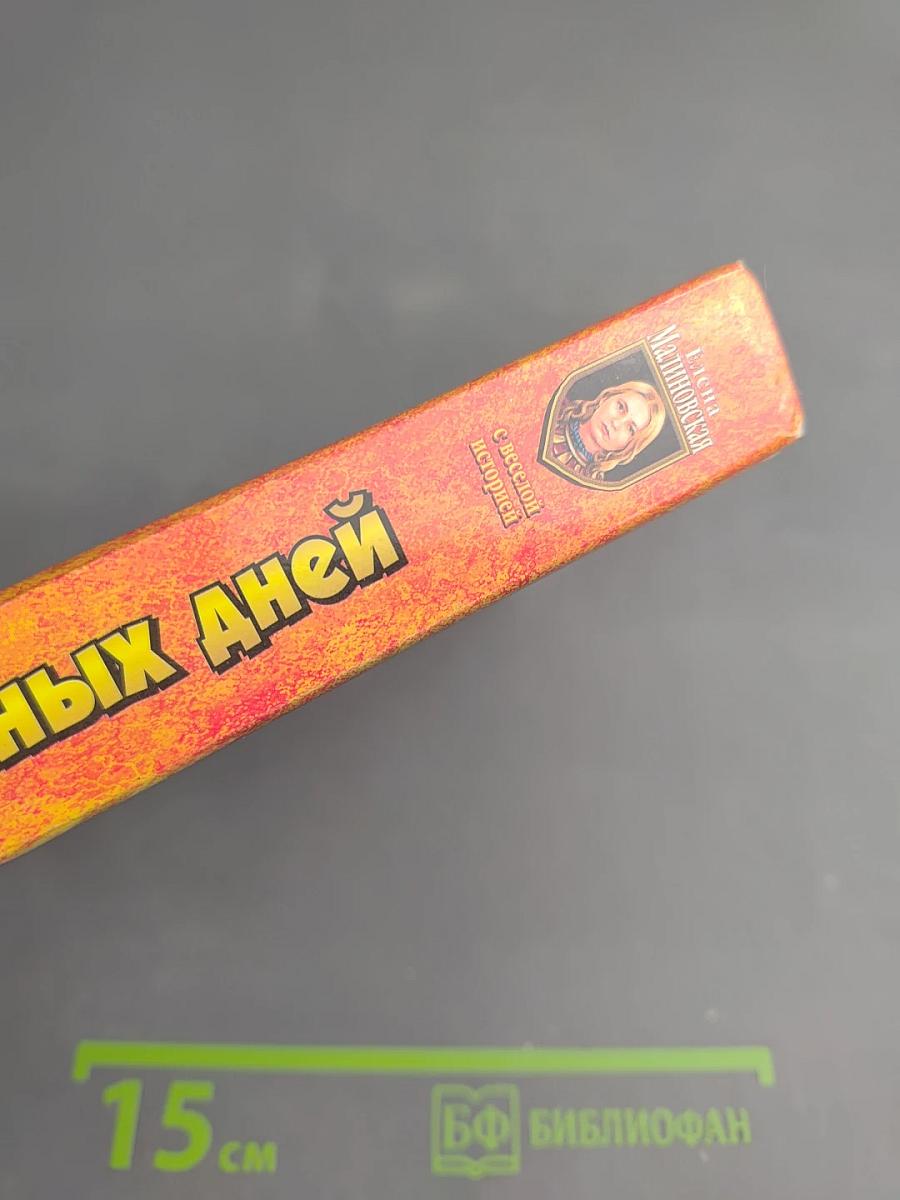 Елена
Малиновская
с веселой
историей
ных дней
15 см
БФ БИБЛИОФАН